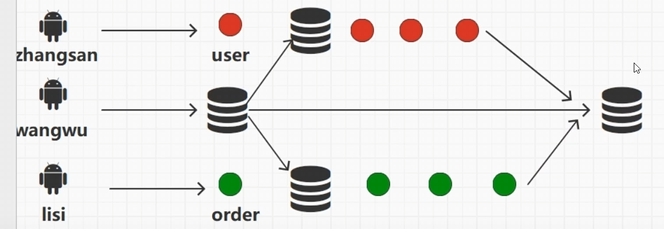 zhangsan
user
wangwu
lisi
order